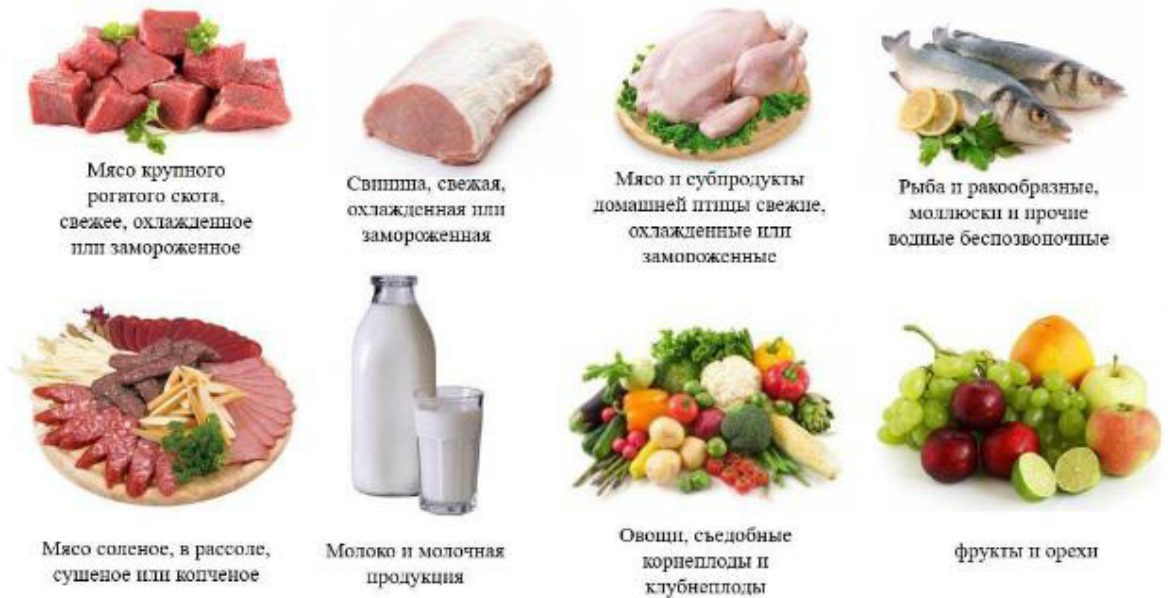 Мясо крупного
рогатого скота,
свежее, охлажденное
или замороженное
Свинина, свежая,
охлажденная или
замороженная
Мясо и субпродукты
домашней птицы свежие,
охлажденные или
замороженные
Рыба и ракообразные,
моллюски и прочие
водные беспозвоночные
Мясо соленое, в рассоле,
сушеное или копченое
Молоко и молочная
продукция
Овощи, съедобные
корнеплоды и
клубнеплоды
фрукты и орехи